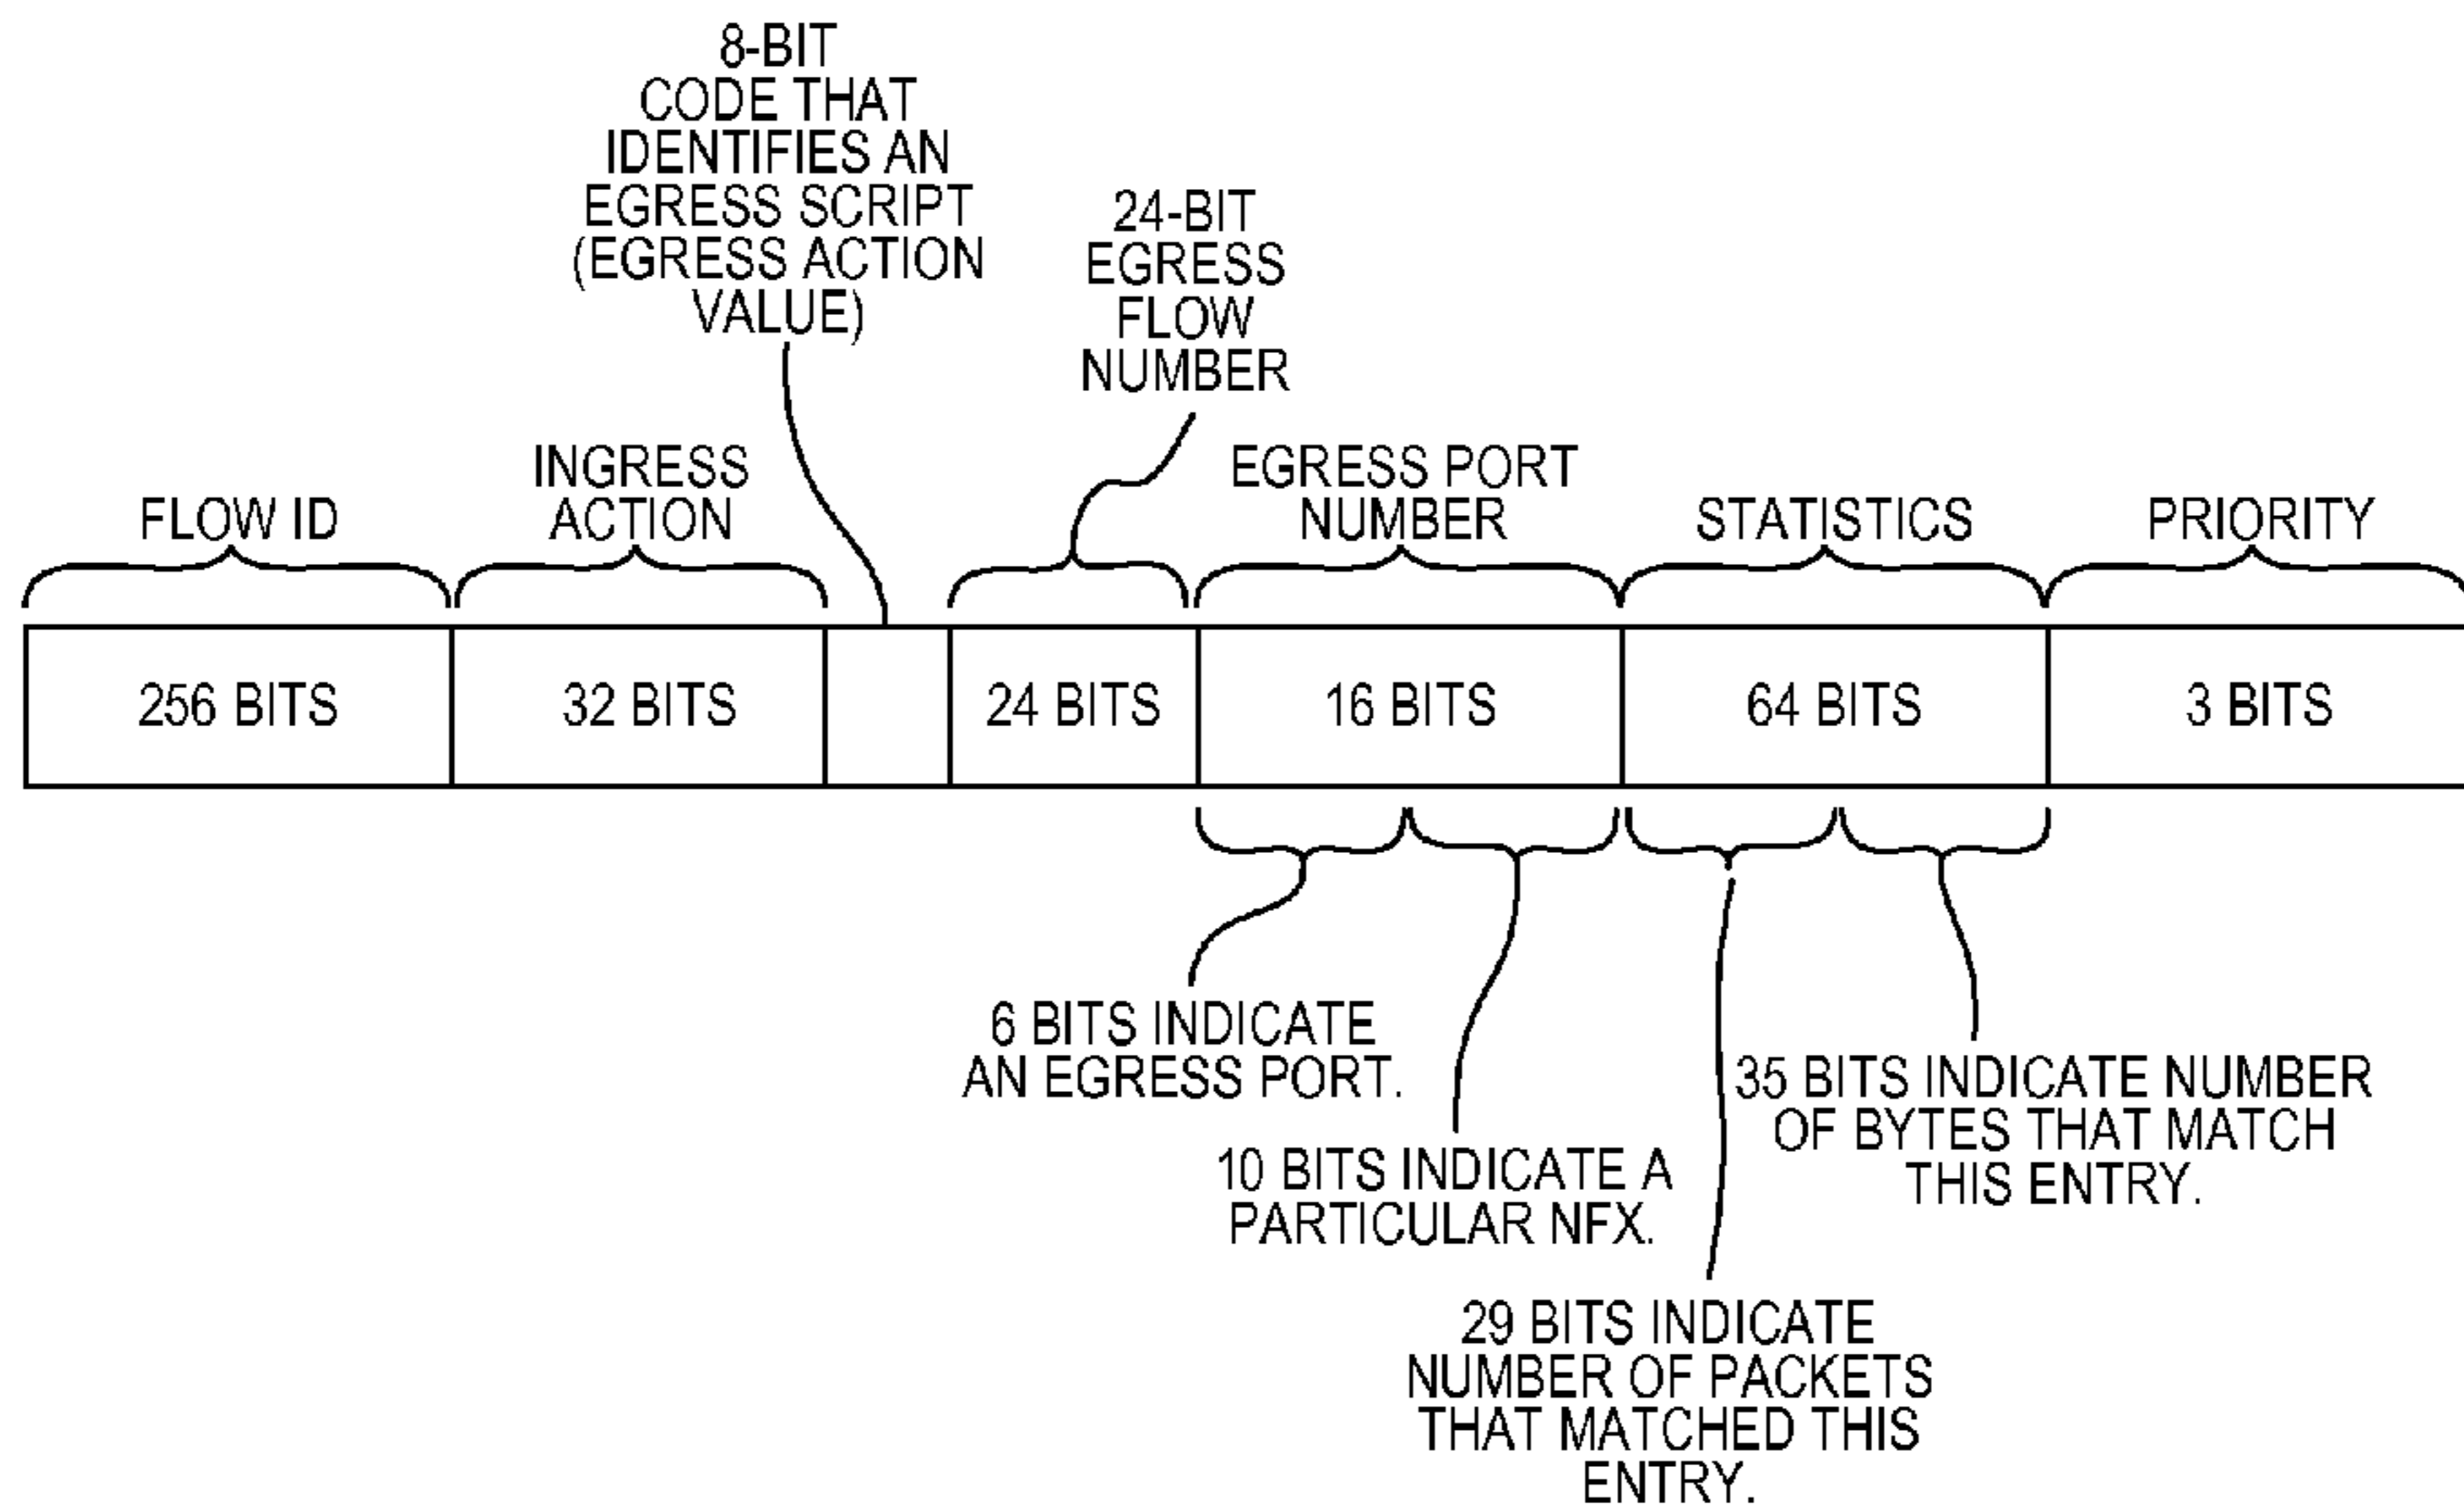 8-BIT
CODE THAT
IDENTIFIES AN
EGRESS SCRIPT
(EGRESS ACTION
VALUE)
24-BIT
EGRESS
FLOW
NUMBER
FLOW ID
INGRESS
ACTION
EGRESS PORT
NUMBER
STATISTICS
PRIORITY
256 BITS
32 BITS
24 BITS
16 BITS
64 BITS
3 BITS
6 BITS INDICATE
AN EGRESS PORT.
10 BITS INDICATE A
PARTICULAR NFX.
29 BITS INDICATE
NUMBER OF PACKETS
THAT MATCHED THIS
ENTRY.
35 BITS INDICATE NUMBER
OF BYTES THAT MATCH
THIS ENTRY.